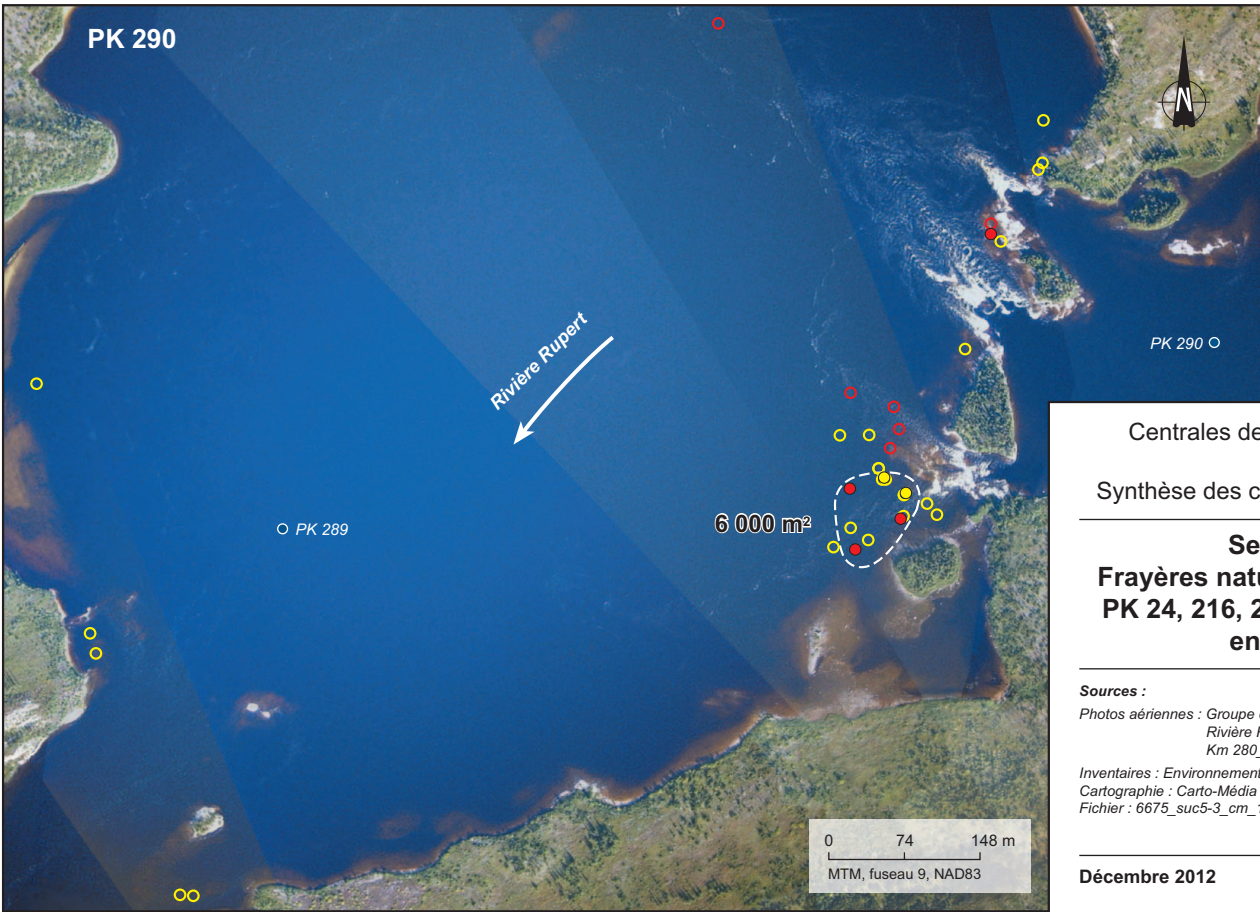 PK 290
N
Rivière Rupert
PK 290
PK 289
6 000 m²
0 74 148 m
MTM, fuseau 9, NAD83
Centrales de
Synthèse des c
Se
Frayères natu
PK 24, 216, 2
en
Sources :
Photos aériennes : Groupe
Rivière
Km 280_
Inventaires : Environnement
Cartographie : Carto-Média
Fichier : 6675_suc5-3_cm_
Décembre 2012